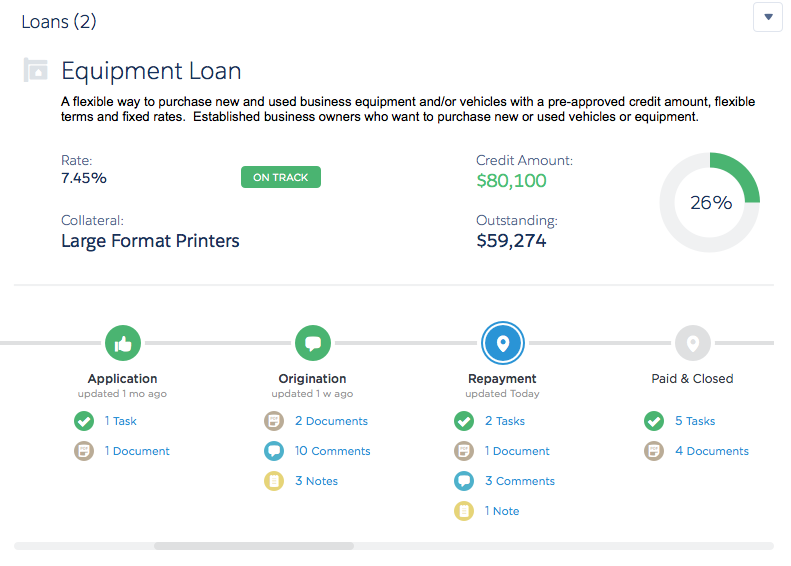 Loans (2)
Equipment Loan
A flexible way to purchase new and used business equipment and/or vehicles with a pre-approved credit amount, flexible
terms and fixed rates.  Established business owners who want to purchase new or used vehicles or equipment.
Rate:
7.45%
ON TRACK
Credit Amount:
$80,100
26%
Collateral:
Large Format Printers
Outstanding:
$59,274
Application
updated 1 mo ago
1 Task
1 Document
Origination
updated 1 w ago
2 Documents
10 Comments
3 Notes
Repayment
updated Today
2 Tasks
1 Document
3 Comments
1 Note
Paid & Closed
5 Tasks
4 Documents